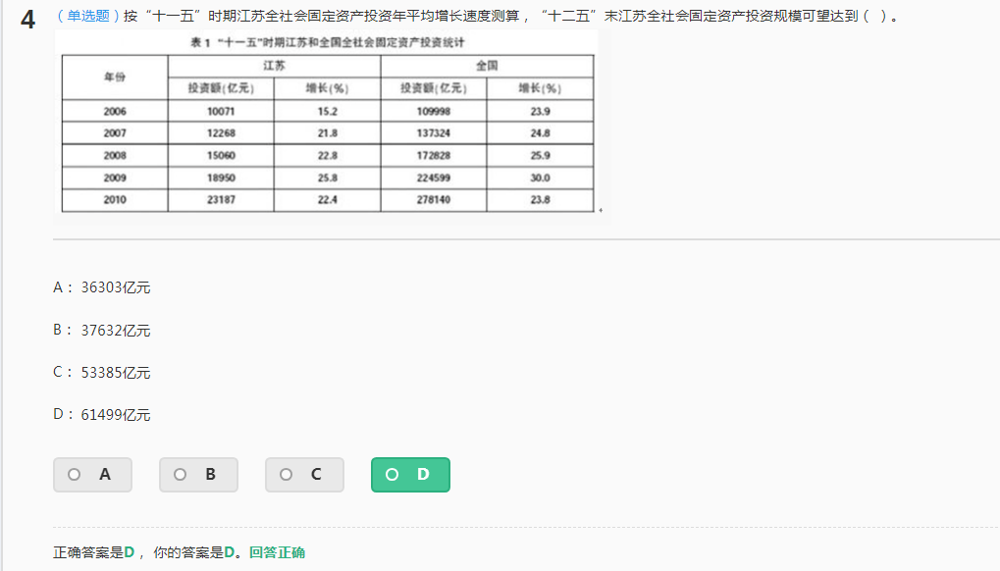 4 （单选题）按“十一五”时期江苏全社会固定资产投资年平均增长速度测算，“十二五”末江苏全社会固定资产投资规模可望达到（ ）。
表 1 “十一五”时期江苏和全国全社会固定资产投资统计
年份 江苏 全国
投资额(亿元) 增长(%) 投资额(亿元) 增长(%)
2006 10071 15.2 109998 23.9
2007 12268 21.8 137324 24.8
2008 15060 22.8 172828 25.9
2009 18950 25.8 224599 30.0
2010 23187 22.4 278140 23.8
A： 36303亿元
B： 37632亿元
C： 53385亿元
D： 61499亿元
A B C D
正确答案是D， 你的答案是D。回答正确